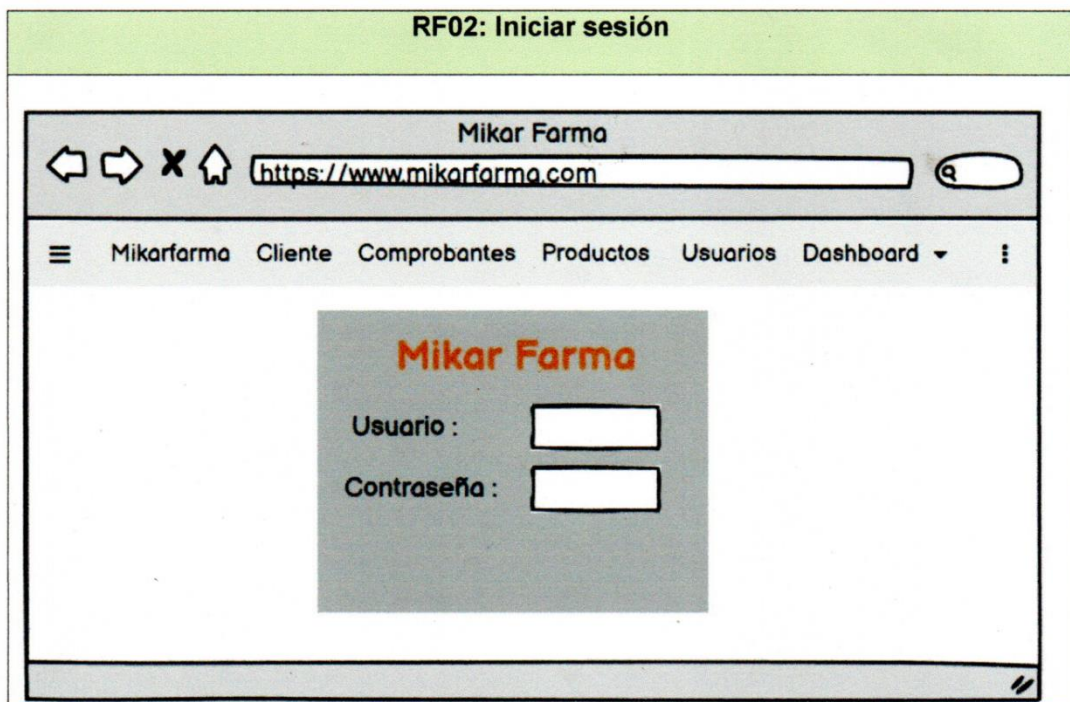 RF02: Iniciar sesión
Mikar Farma
https://www.mikarfarma.com
Mikarfarma Cliente Comprobantes Productos Usuarios Dashboard
Mikar Farma
Usuario :
Contraseña :